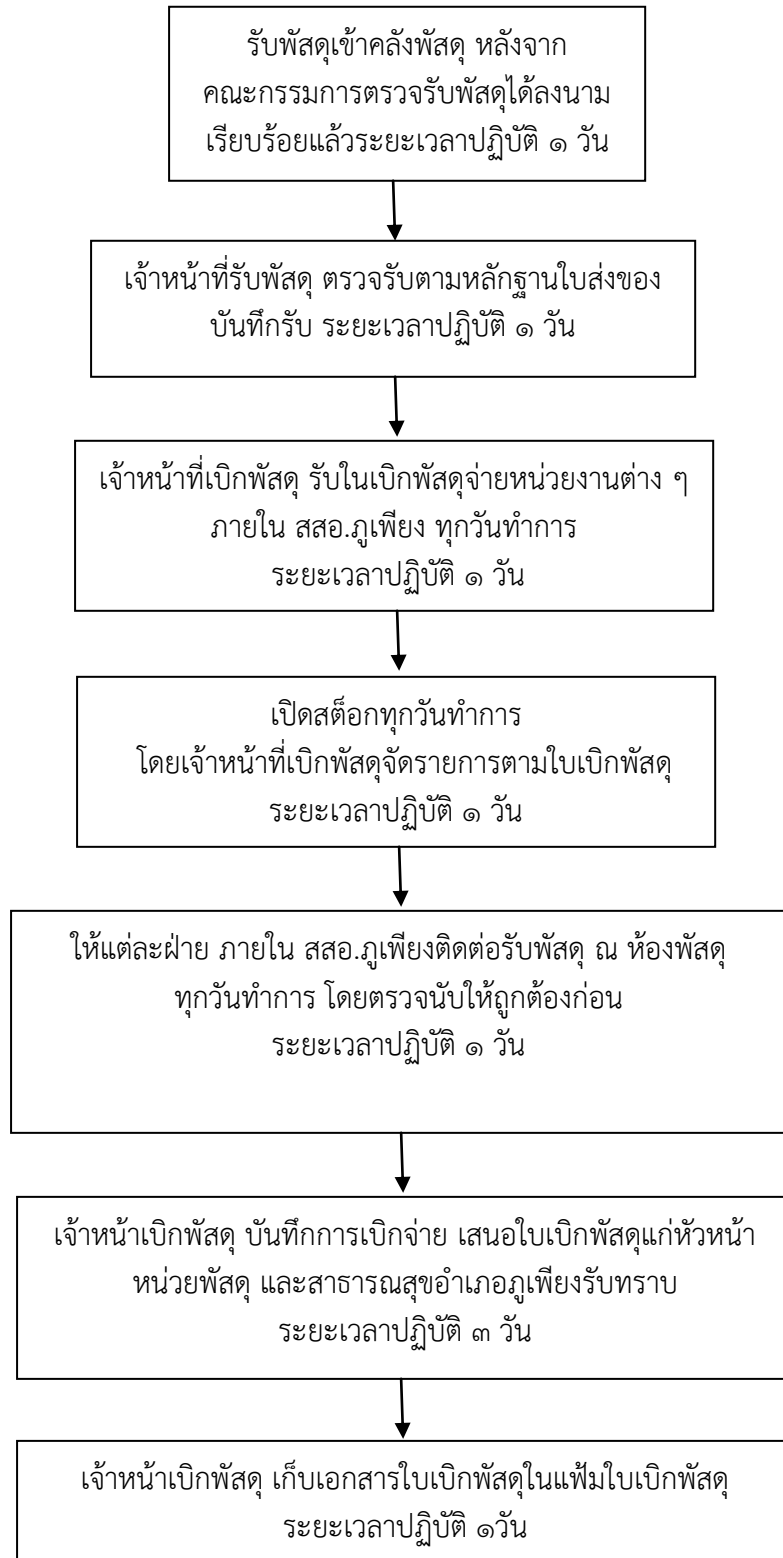 รับพัสดุเข้าคลังพัสดุ หลังจาก
คณะกรรมการตรวจรับพัสดุได้ลงนาม
เรียบร้อยแล้วระยะเวลาปฏิบัติ ๑ วัน
เจ้าหน้าที่รับพัสดุ ตรวจรับตามหลักฐานใบส่งของ
บันทึกรับ ระยะเวลาปฏิบัติ ๑ วัน
เจ้าหน้าที่เบิกพัสดุ รับในเบิกพัสดุจ่ายหน่วยงานต่าง ๆ
ภายใน สสอ.ภูเพียง ทุกวันทำการ
ระยะเวลาปฏิบัติ ๑ วัน
เปิดสต็อกทุกวันทำการ
โดยเจ้าหน้าที่เบิกพัสดุจัดรายการตามใบเบิกพัสดุ
ระยะเวลาปฏิบัติ ๑ วัน
ให้แต่ละฝ่าย ภายใน สสอ.ภูเพียงติดต่อรับพัสดุ ณ ห้องพัสดุ
ทุกวันทำการ โดยตรวจนับให้ถูกต้องก่อน
ระยะเวลาปฏิบัติ ๑ วัน
เจ้าหน้าเบิกพัสดุ บันทึกการเบิกจ่าย เสนอใบเบิกพัสดุแก่หัวหน้า
หน่วยพัสดุ และสาธารณสุขอำเภอภูเพียงรับทราบ
ระยะเวลาปฏิบัติ ๓ วัน
เจ้าหน้าเบิกพัสดุ เก็บเอกสารใบเบิกพัสดุในแฟ้มใบเบิกพัสดุ
ระยะเวลาปฏิบัติ ๑วัน